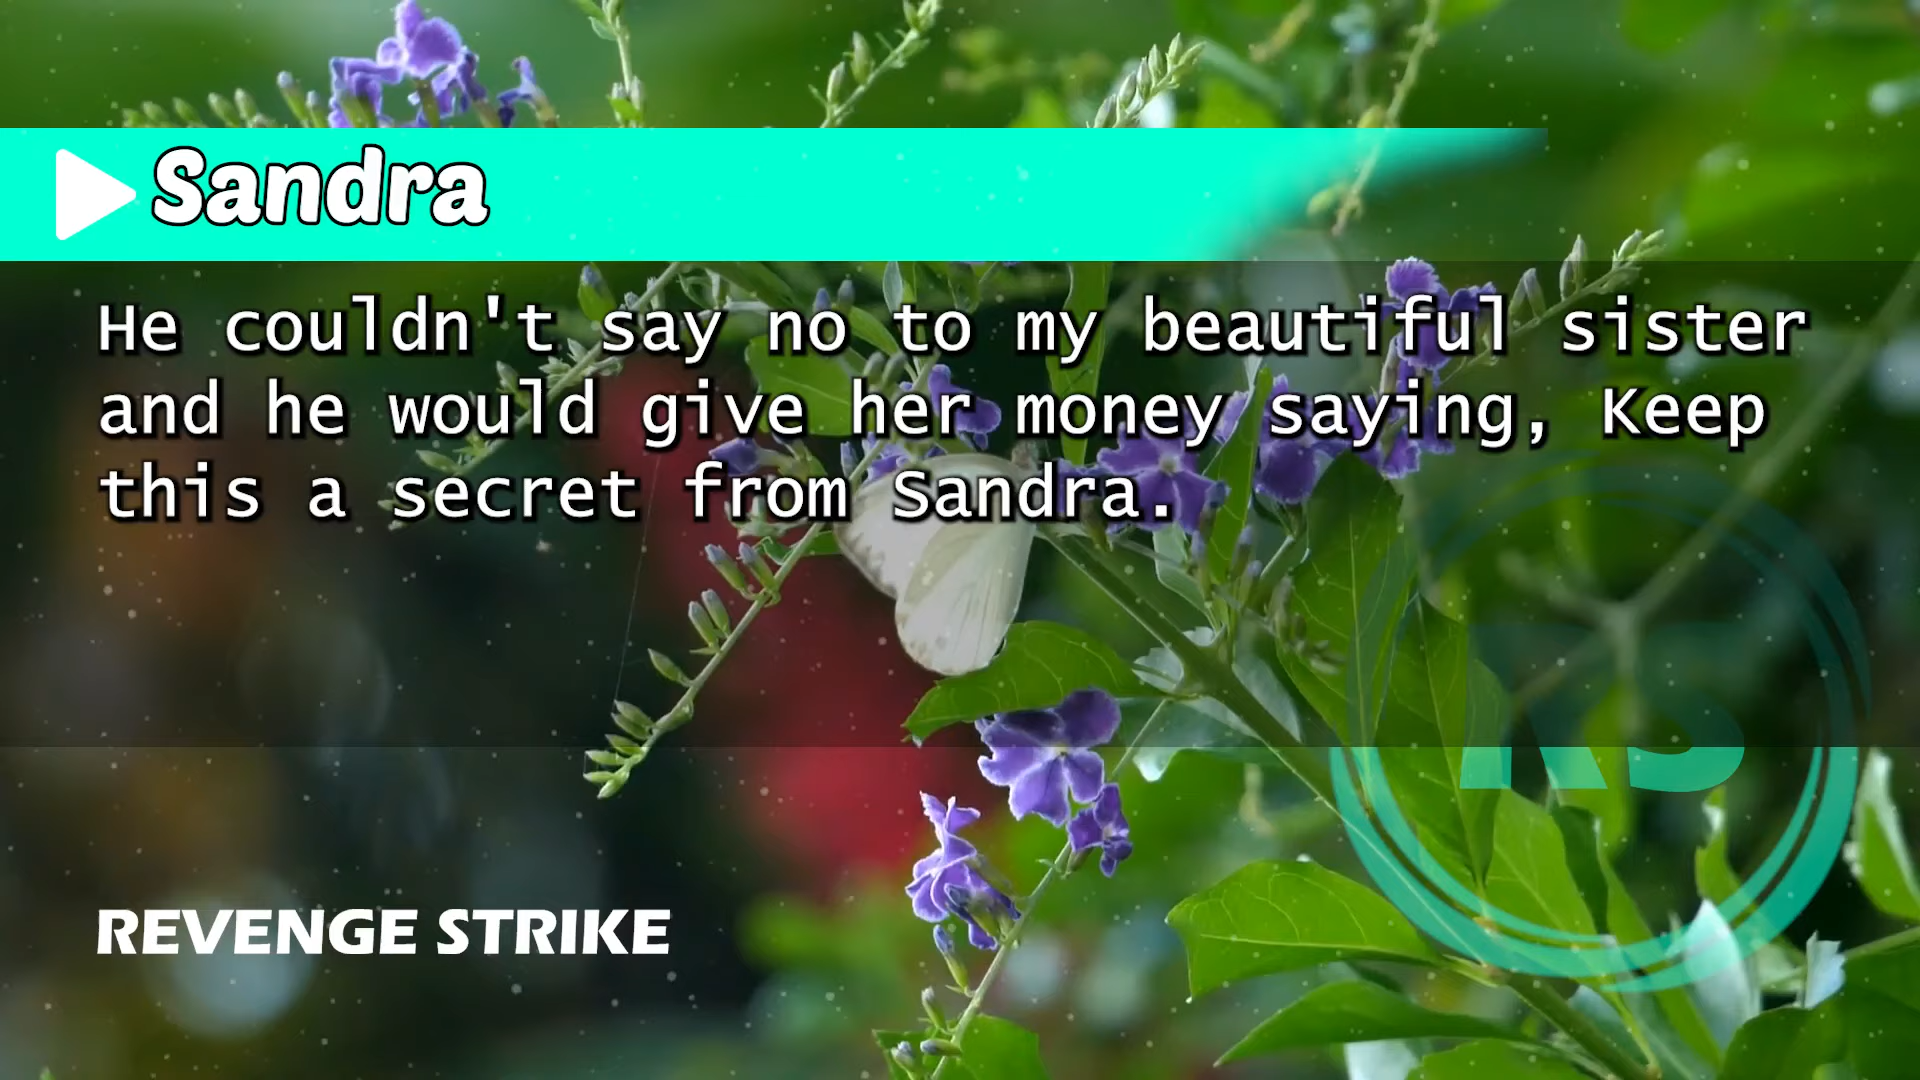 Sandra
He couldn't say no to my beautiful sister
and he would give her money saying, Keep
this a secret from Sandra.
RS
REVENGE STRIKE